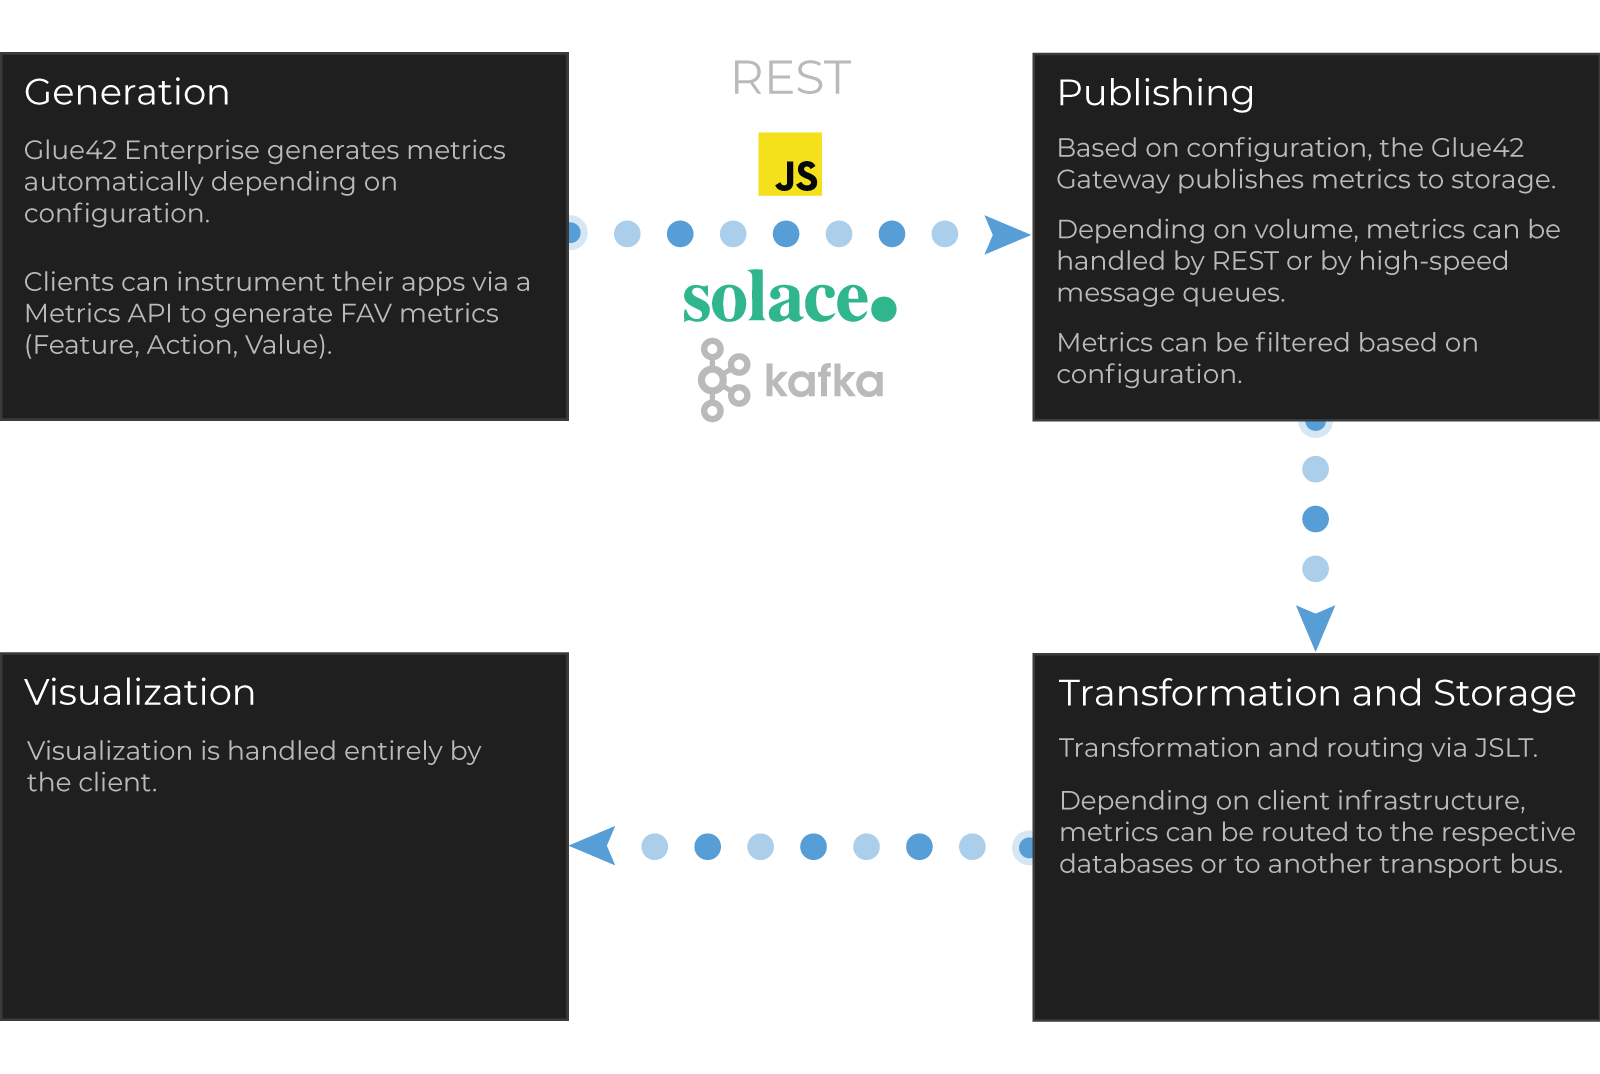 Generation
Glue42 Enterprise generates metrics
automatically depending on
configuration.
Clients can instrument their apps via a
Metrics API to generate FAV metrics
(Feature, Action, Value).
REST
JS
solace.
kafka
Publishing
Based on configuration, the Glue42
Gateway publishes metrics to storage.
Depending on volume, metrics can be
handled by REST or by high-speed
message queues.
Metrics can be filtered based on
configuration.
Visualization
Visualization is handled entirely by
the client.
Transformation and Storage
Transformation and routing via JSLT.
Depending on client infrastructure,
metrics can be routed to the respective
databases or to another transport bus.